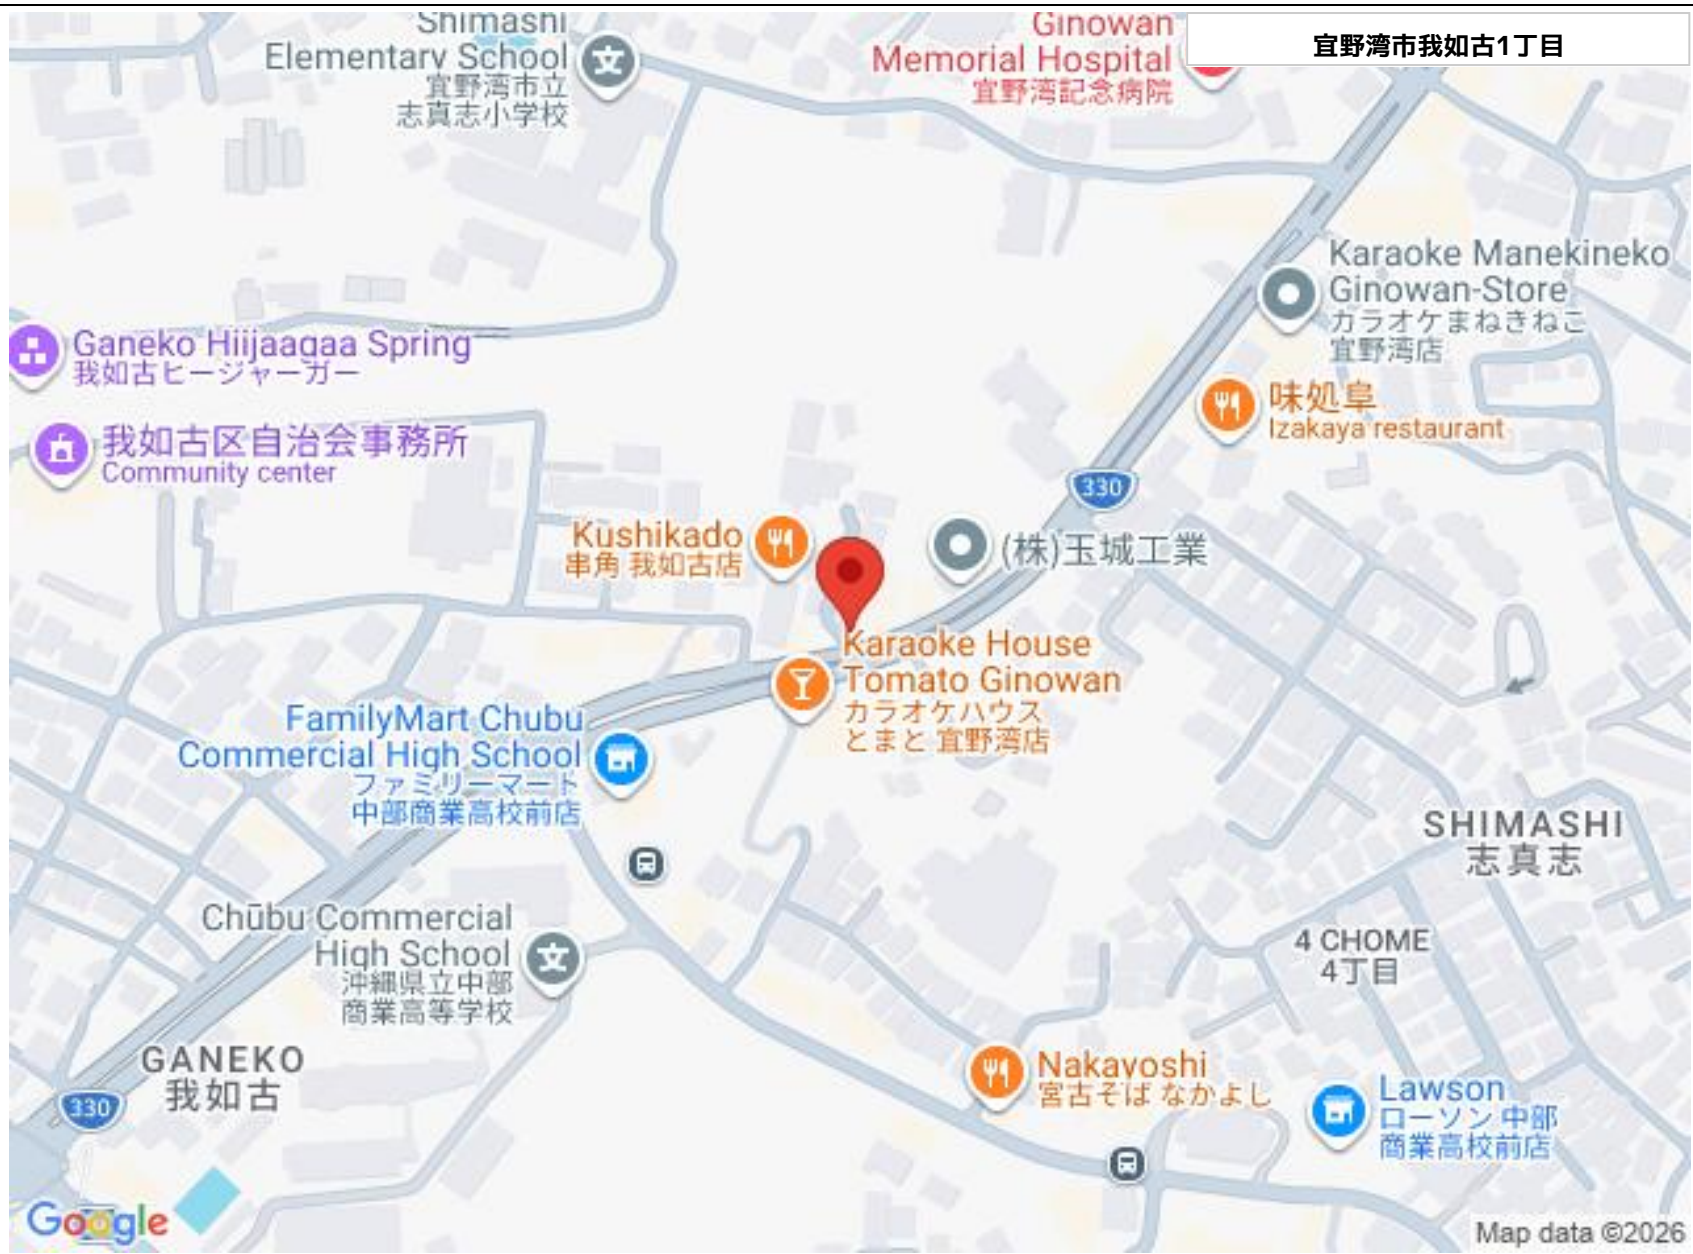 Shimashi
Elementary School
宜野湾市立
志真志小学校
Ginowan
Memorial Hospital
宜野湾記念病院
宜野湾市我如古1丁目
Karaoke Manekineko
Ginowan-Store
カラオケまねきねこ
宜野湾店
Ganeko Hiijaagaa Spring
我如古ヒージャーガー
味処阜
Izakaya restaurant
我如古区自治会事務所
Community center
330
Kushikado
串角 我如古店
(株)玉城工業
Karaoke House
Tomato Ginowan
カラオケハウス
とまと 宜野湾店
FamilyMart Chubu
Commercial High School
ファミリーマート
中部商業高校前店
SHIMASHI
志真志
Chūbu Commercial
High School
沖縄県立中部
商業高等学校
4 CHOME
4丁目
GANEKO
我如古
330
Nakayoshi
宮古そば なかよし
Lawson
ローソン 中部
商業高校前店
Google
Map data ©2026